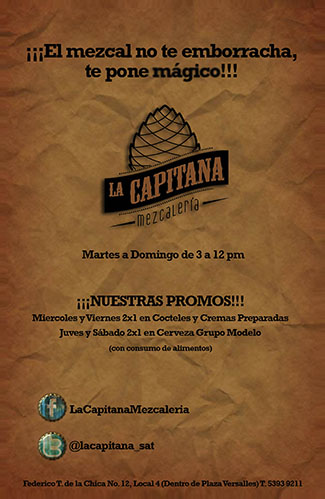 ¡¡¡El mezcal no te emborracha,
te pone mágico!!!
LA CAPITANA
mezcalería
Martes a Domingo de 3 a 12 pm
¡¡¡NUESTRAS PROMOS!!!
Miercoles y Viernes 2x1 en Cocteles y Cremas Preparadas
Juves y Sábado 2x1 en Cerveza Grupo Modelo
(con consumo de alimentos)
LaCapitanaMezcaleria
@lacapitana_sat
Federico T. de la Chica No. 12, Local 4 (Dentro de Plaza Versalles) T. 5393 9211